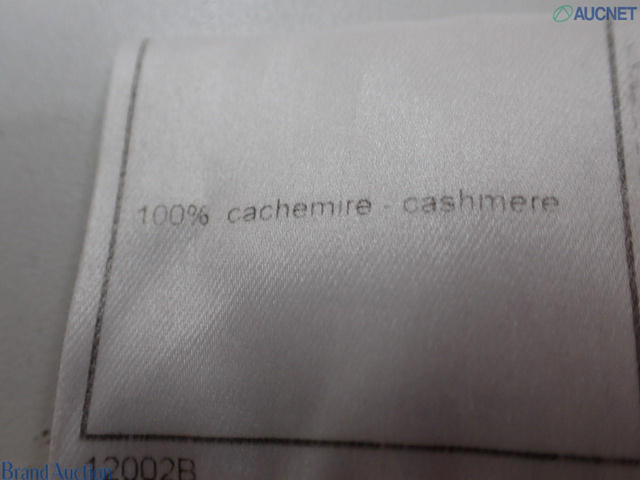 AUCNET
100% cachemire - cashmere
12002B
Brand Auction